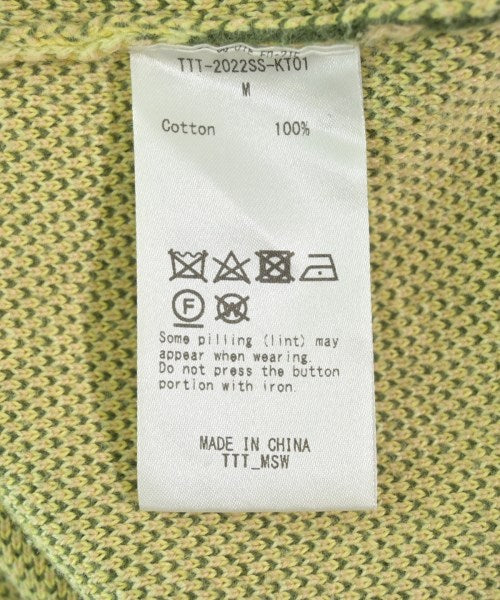 TTT-2022SS-KT01
M
Cotton 100%
F W
Some pilling (lint) may
appear when wearing.
Do not press the button
portion with iron.
MADE IN CHINA
TTT_MSW